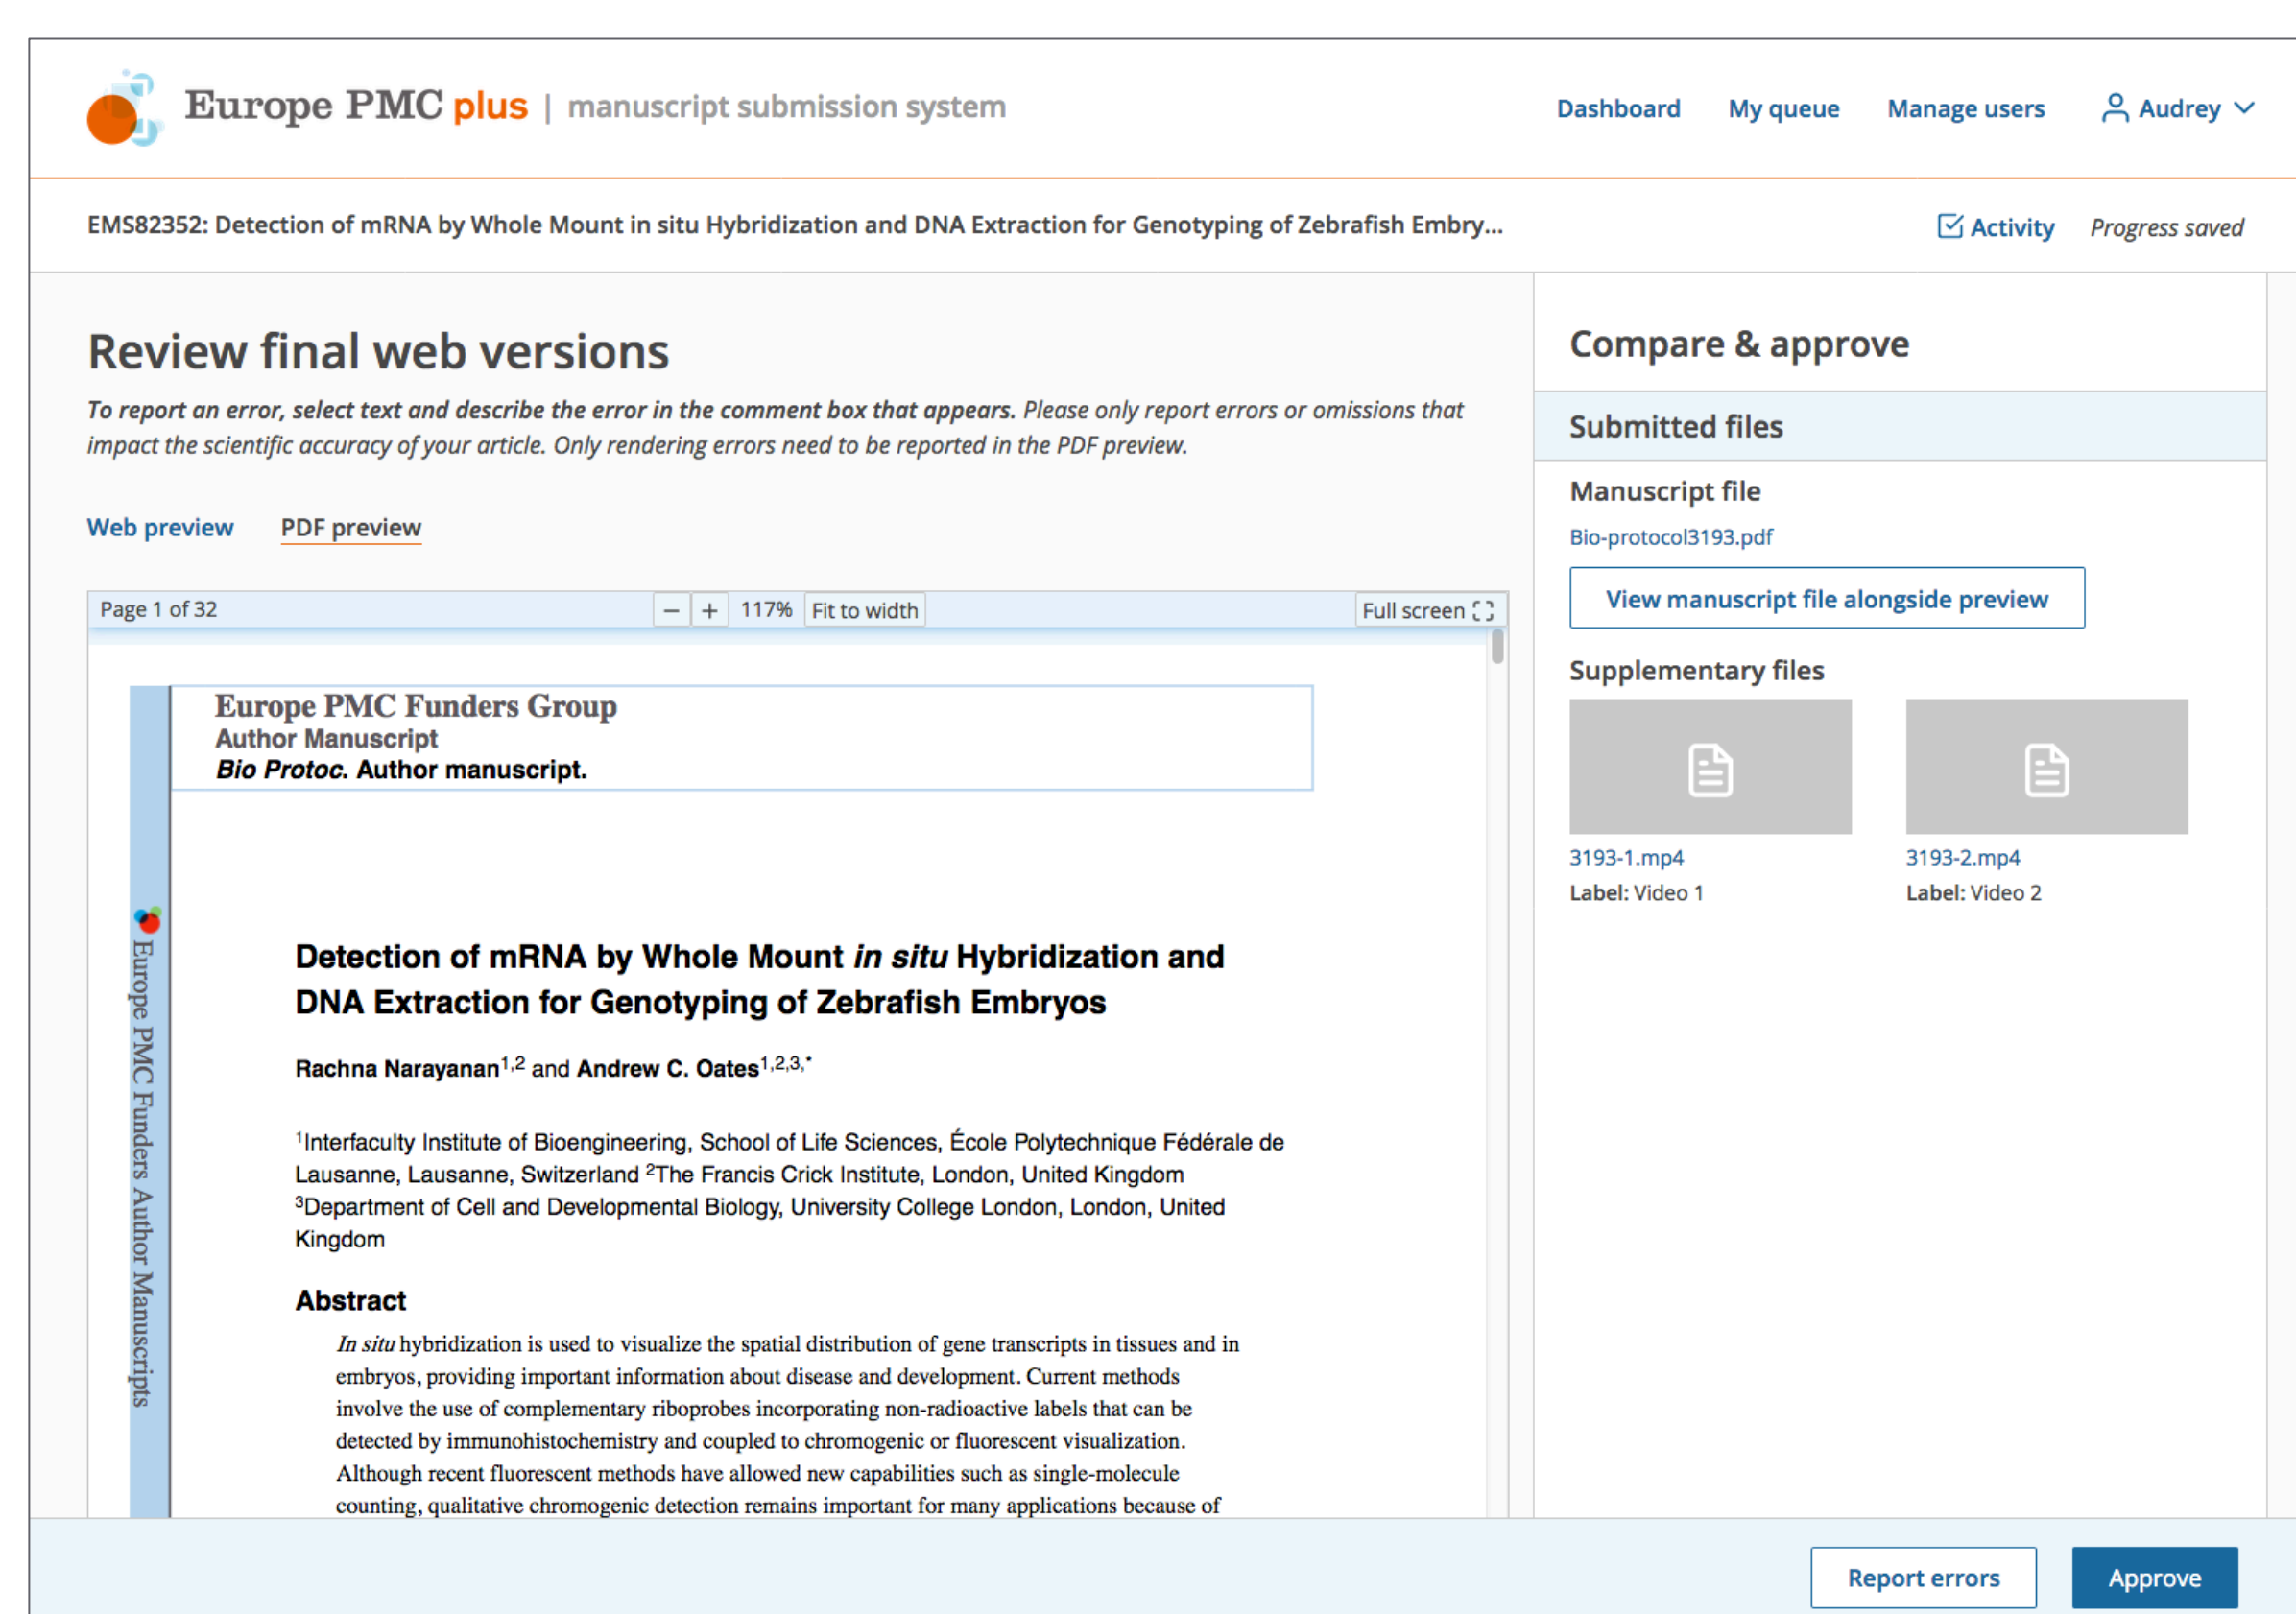 Europe PMC plus | manuscript submission system
Dashboard My queue Manage users Audrey
EMS82352: Detection of mRNA by Whole Mount in situ Hybridization and DNA Extraction for Genotyping of Zebrafish Embry...
Activity Progress saved
Review final web versions
To report an error, select text and describe the error in the comment box that appears. Please only report errors or omissions that
impact the scientific accuracy of your article. Only rendering errors need to be reported in the PDF preview.
Web preview PDF preview
Page 1 of 32 − + 117% Fit to width Full screen
Europe PMC Funders Group
Author Manuscript
Bio Protoc. Author manuscript.
Europe PMC Funders Author Manuscripts
Detection of mRNA by Whole Mount in situ Hybridization and
DNA Extraction for Genotyping of Zebrafish Embryos
Rachna Narayanan1,2 and Andrew C. Oates1,2,3,*
1Interfaculty Institute of Bioengineering, School of Life Sciences, École Polytechnique Fédérale de
Lausanne, Lausanne, Switzerland 2The Francis Crick Institute, London, United Kingdom
3Department of Cell and Developmental Biology, University College London, London, United
Kingdom
Abstract
In situ hybridization is used to visualize the spatial distribution of gene transcripts in tissues and in
embryos, providing important information about disease and development. Current methods
involve the use of complementary riboprobes incorporating non-radioactive labels that can be
detected by immunohistochemistry and coupled to chromogenic or fluorescent visualization.
Although recent fluorescent methods have allowed new capabilities such as single-molecule
counting, qualitative chromogenic detection remains important for many applications because of
Compare & approve
Submitted files
Manuscript file
Bio-protocol3193.pdf
View manuscript file alongside preview
Supplementary files
3193-1.mp4 3193-2.mp4
Label: Video 1 Label: Video 2
Report errors Approve